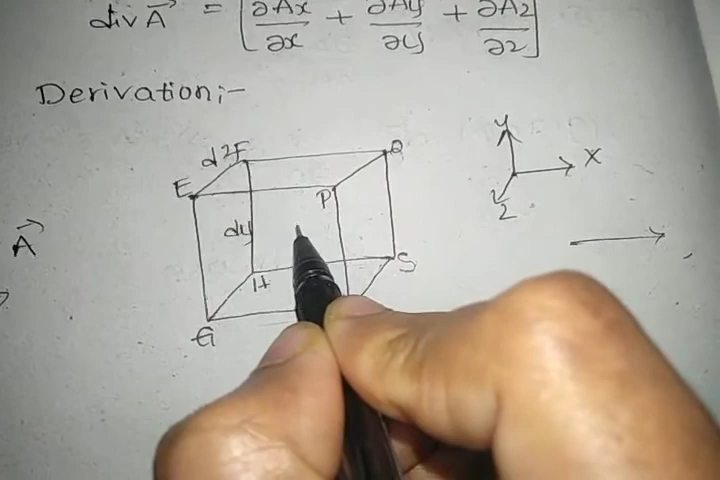 div A⃗ = [∂Ax/∂x + ∂Ay/∂y + ∂Az/∂z]
Derivation:-
dz F Q
E P
dy
H S
G
A⃗
y
x
z